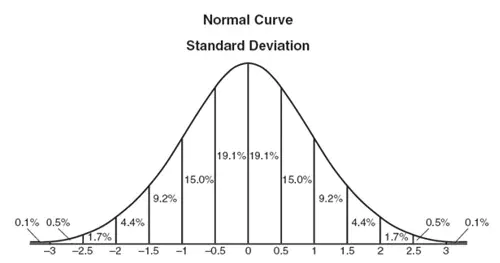 Normal Curve
Standard Deviation
19.1% 19.1%
15.0% 15.0%
9.2% 9.2%
0.1% 0.5% 4.4% 4.4% 0.5% 0.1%
1.7% 1.7%
−3 −2.5 −2 −1.5 −1 −0.5 0 0.5 1 1.5 2 2.5 3